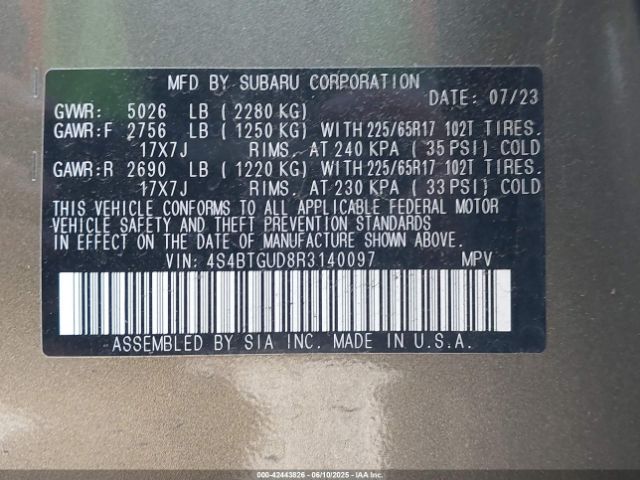 MFD BY SUBARU CORPORATION
DATE: 07/23
GVWR: 5026 LB ( 2280 KG)
GAWR:F 2756 LB ( 1250 KG) WITH 225/65R17 102T TIRES.
17X7J RIMS. AT 240 KPA ( 35 PSI) COLD
GAWR:R 2690 LB ( 1220 KG) WITH 225/65R17 102T TIRES.
17X7J RIMS. AT 230 KPA ( 33 PSI) COLD
THIS VEHICLE CONFORMS TO ALL APPLICABLE FEDERAL MOTOR
VEHICLE SAFETY AND THEFT PREVENTION STANDARDS
IN EFFECT ON THE DATE OF MANUFACTURE SHOWN ABOVE.
VIN: 4S4BTGUD8R3140097 MPV
ASSEMBLED BY SIA INC. MADE IN U.S.A.
000-42443826 - 06/10/2025 - COPART